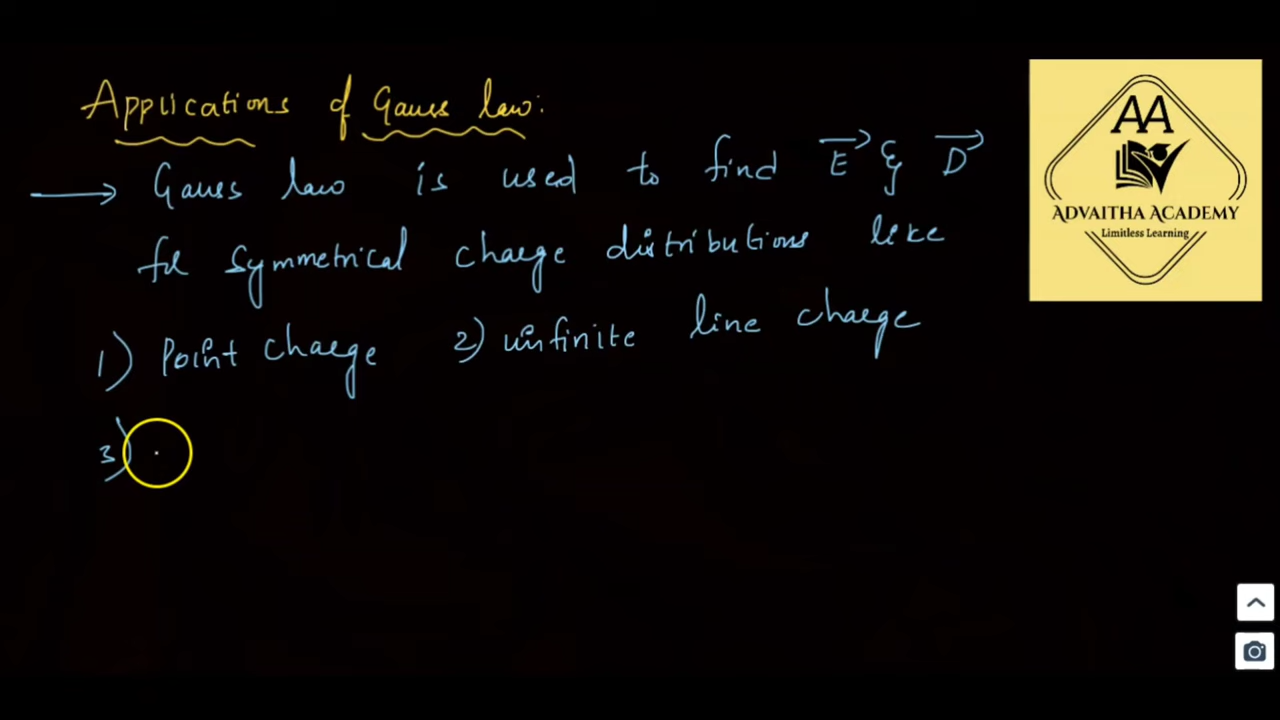 Applications of Gauss law:
→ Gauss law is used to find E⃗ & D⃗
for symmetrical charge distributions like
1) Point charge 2) infinite line charge
3)
AA
ADVAITHA ACADEMY
Limitless Learning